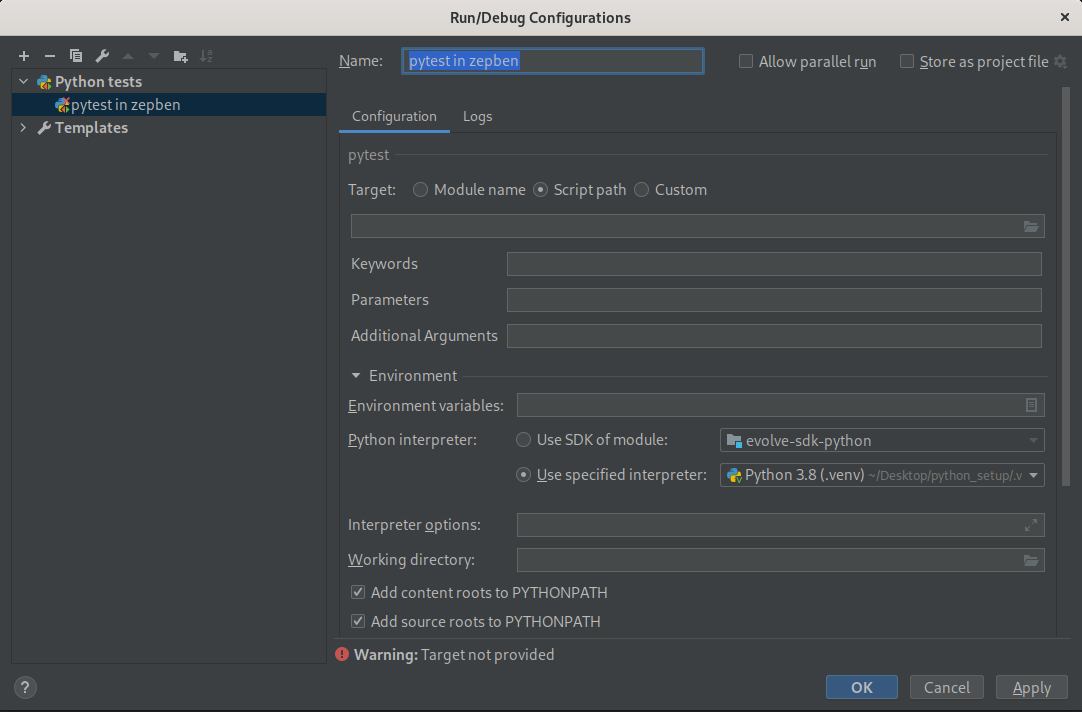 Run/Debug Configurations
Python tests
pytest in zepben
Templates
Name: pytest in zepben Allow parallel run Store as project file
Configuration Logs
pytest
Target: Module name Script path Custom
Keywords
Parameters
Additional Arguments
Environment
Environment variables:
Python interpreter: Use SDK of module: evolve-sdk-python
Use specified interpreter: Python 3.8 (.venv) ~/Desktop/python_setup/.v
Interpreter options:
Working directory:
Add content roots to PYTHONPATH
Add source roots to PYTHONPATH
Warning: Target not provided
? OK Cancel Apply